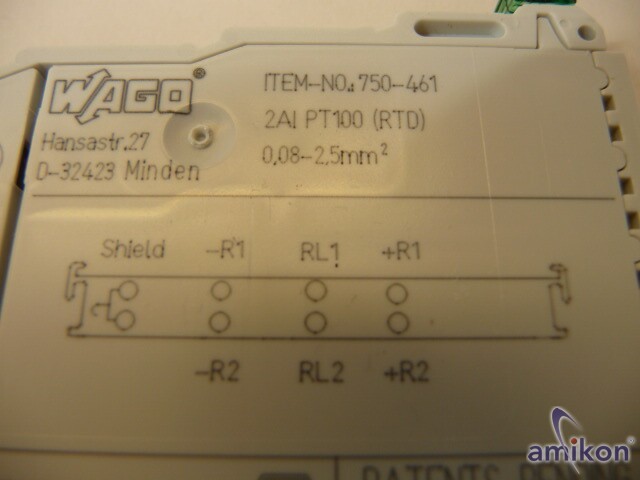 WAGO®
Hansastr.27
D-32423 Minden
ITEM-NO.:750-461
2AI PT100 (RTD)
0,08-2,5mm²
Shield -R1 RL1 +R1
-R2 RL2 +R2
PATENTS PENDING
amikon®